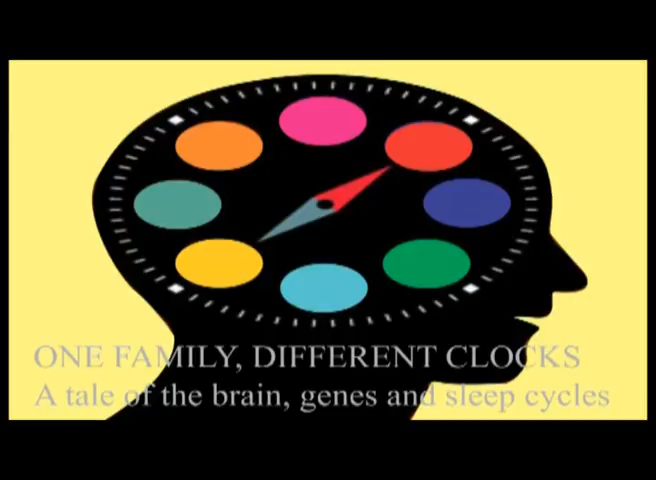 ONE FAMILY, DIFFERENT CLOCKS
A tale of the brain, genes and sleep cycles